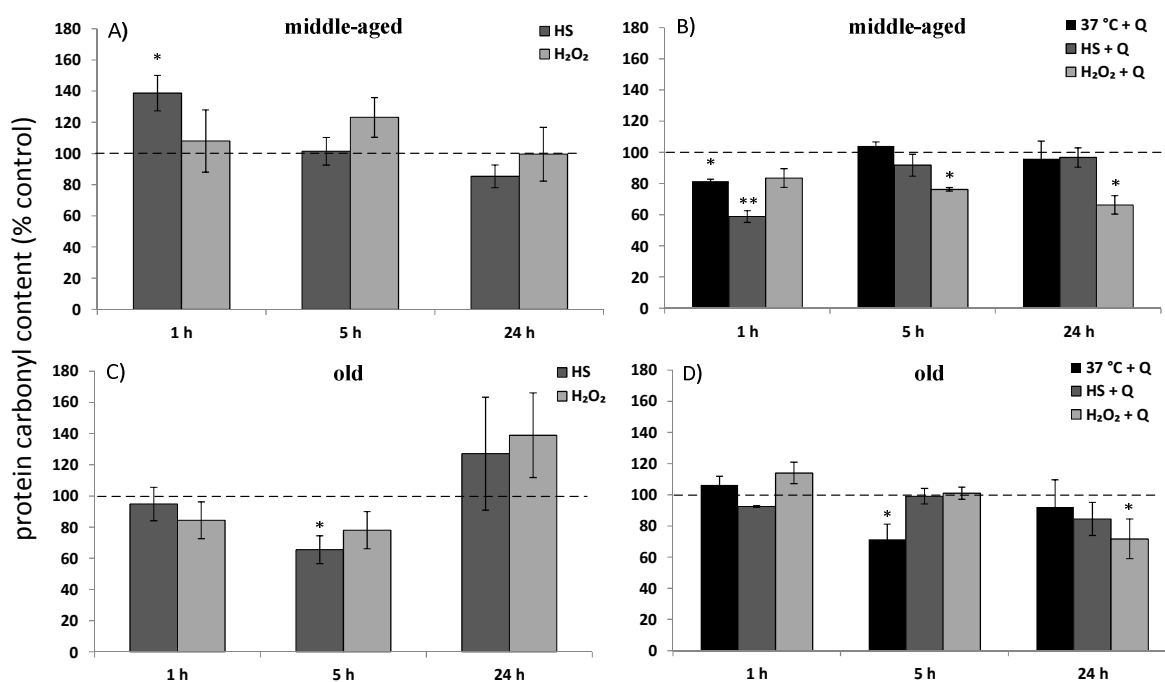 protein carbonyl content (% control)
A)
middle-aged
HS
H₂O₂
180
160
140
120
100
80
60
40
20
0
*
1 h
5 h
24 h
B)
middle-aged
37 °C + Q
HS + Q
H₂O₂ + Q
180
160
140
120
100
80
60
40
20
0
*
**
*
*
1 h
5 h
24 h
C)
old
HS
H₂O₂
180
160
140
120
100
80
60
40
20
0
*
1 h
5 h
24 h
D)
old
37 °C + Q
HS + Q
H₂O₂ + Q
180
160
140
120
100
80
60
40
20
0
*
*
1 h
5 h
24 h